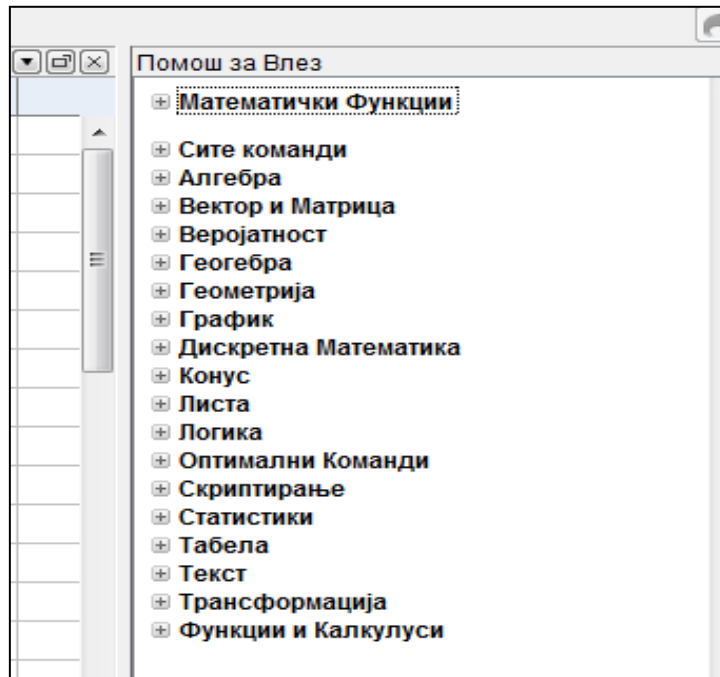 Помош за Влез
Математички Функции
Сите команди
Алгебра
Вектор и Матрица
Веројатност
Геогебра
Геометрија
График
Дискретна Математика
Конус
Листа
Логика
Оптимални Команди
Скриптирање
Статистики
Табела
Текст
Трансформација
Функции и Калкулуси